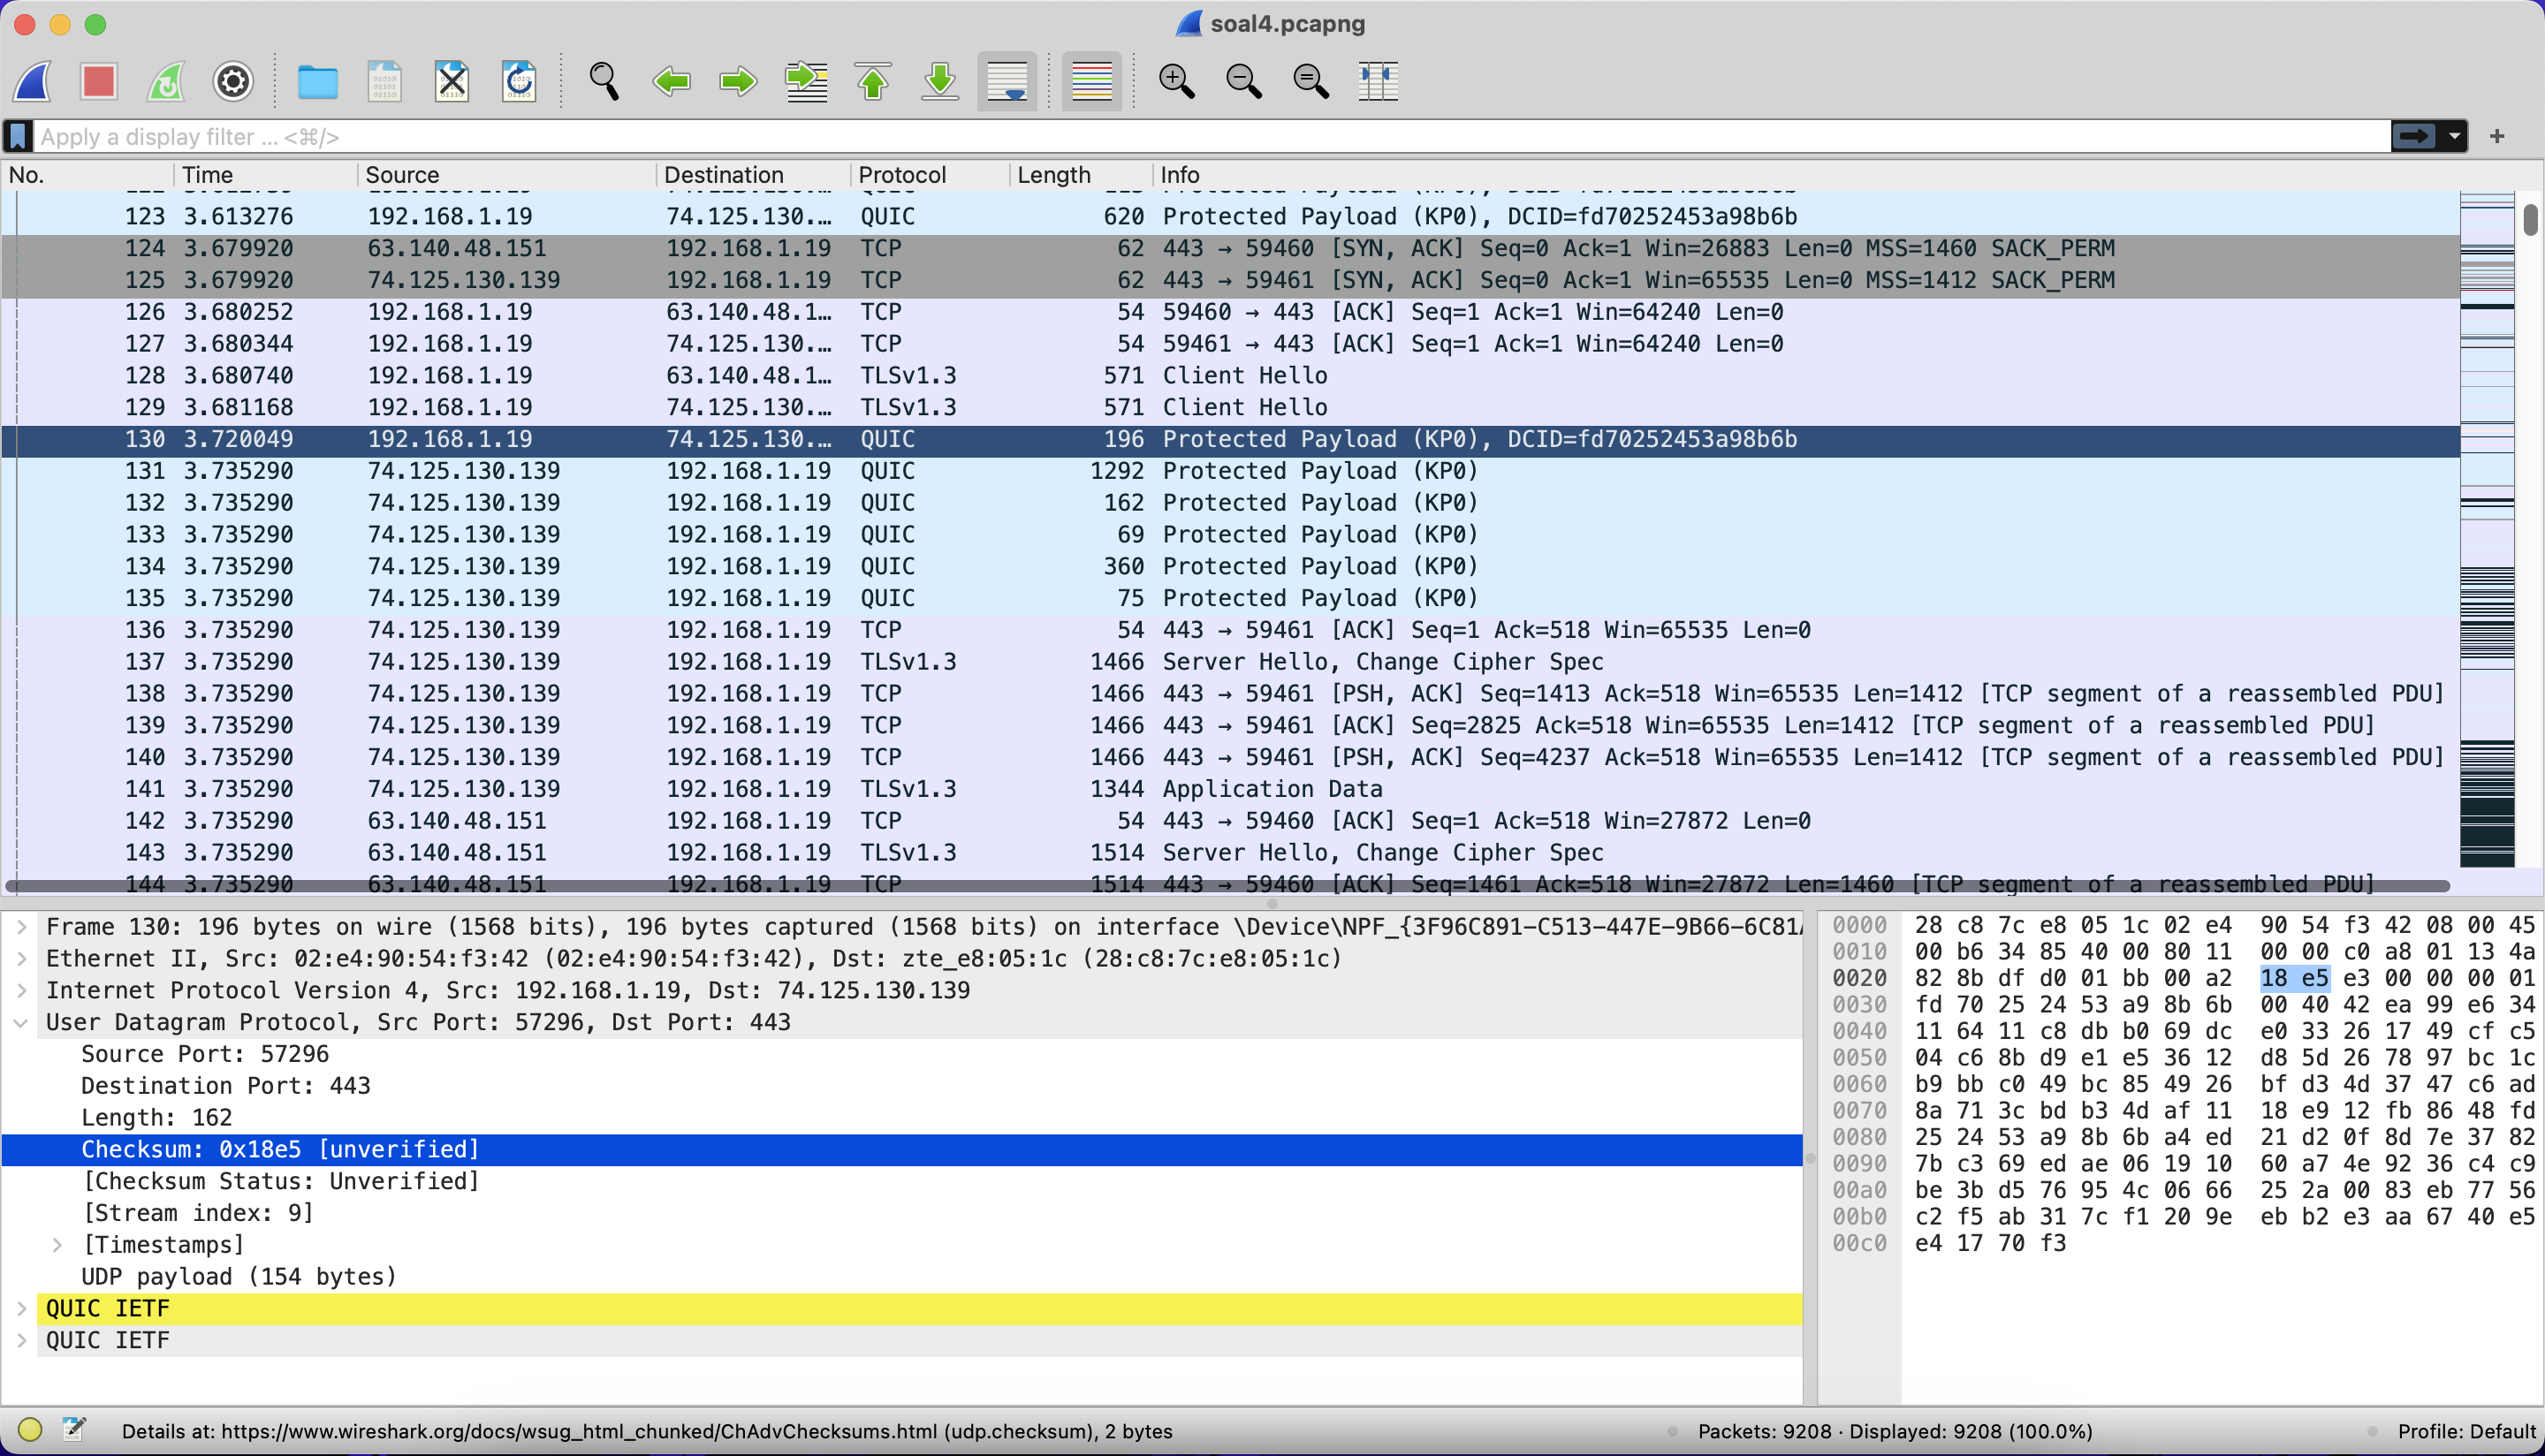 soal4.pcapng
Apply a display filter ... <⌘/>
No. Time Source Destination Protocol Length Info
123 3.613276 192.168.1.19 74.125.130.… QUIC 620 Protected Payload (KP0), DCID=fd70252453a98b6b
124 3.679920 63.140.48.151 192.168.1.19 TCP 62 443 → 59460 [SYN, ACK] Seq=0 Ack=1 Win=26883 Len=0 MSS=1460 SACK_PERM
125 3.679920 74.125.130.139 192.168.1.19 TCP 62 443 → 59461 [SYN, ACK] Seq=0 Ack=1 Win=65535 Len=0 MSS=1412 SACK_PERM
126 3.680252 192.168.1.19 63.140.48.1… TCP 54 59460 → 443 [ACK] Seq=1 Ack=1 Win=64240 Len=0
127 3.680344 192.168.1.19 74.125.130.… TCP 54 59461 → 443 [ACK] Seq=1 Ack=1 Win=64240 Len=0
128 3.680740 192.168.1.19 63.140.48.1… TLSv1.3 571 Client Hello
129 3.681168 192.168.1.19 74.125.130.… TLSv1.3 571 Client Hello
130 3.720049 192.168.1.19 74.125.130.… QUIC 196 Protected Payload (KP0), DCID=fd70252453a98b6b
131 3.735290 74.125.130.139 192.168.1.19 QUIC 1292 Protected Payload (KP0)
132 3.735290 74.125.130.139 192.168.1.19 QUIC 162 Protected Payload (KP0)
133 3.735290 74.125.130.139 192.168.1.19 QUIC 69 Protected Payload (KP0)
134 3.735290 74.125.130.139 192.168.1.19 QUIC 360 Protected Payload (KP0)
135 3.735290 74.125.130.139 192.168.1.19 QUIC 75 Protected Payload (KP0)
136 3.735290 74.125.130.139 192.168.1.19 TCP 54 443 → 59461 [ACK] Seq=1 Ack=518 Win=65535 Len=0
137 3.735290 74.125.130.139 192.168.1.19 TLSv1.3 1466 Server Hello, Change Cipher Spec
138 3.735290 74.125.130.139 192.168.1.19 TCP 1466 443 → 59461 [PSH, ACK] Seq=1413 Ack=518 Win=65535 Len=1412 [TCP segment of a reassembled PDU]
139 3.735290 74.125.130.139 192.168.1.19 TCP 1466 443 → 59461 [ACK] Seq=2825 Ack=518 Win=65535 Len=1412 [TCP segment of a reassembled PDU]
140 3.735290 74.125.130.139 192.168.1.19 TCP 1466 443 → 59461 [PSH, ACK] Seq=4237 Ack=518 Win=65535 Len=1412 [TCP segment of a reassembled PDU]
141 3.735290 74.125.130.139 192.168.1.19 TLSv1.3 1344 Application Data
142 3.735290 63.140.48.151 192.168.1.19 TCP 54 443 → 59460 [ACK] Seq=1 Ack=518 Win=27872 Len=0
143 3.735290 63.140.48.151 192.168.1.19 TLSv1.3 1514 Server Hello, Change Cipher Spec
144 3.735290 63.140.48.151 192.168.1.19 TCP 1514 443 → 59460 [ACK] Seq=1461 Ack=518 Win=27872 Len=1460 [TCP segment of a reassembled PDU]
Frame 130: 196 bytes on wire (1568 bits), 196 bytes captured (1568 bits) on interface \Device\NPF_{3F96C891-C513-447E-9B66-6C81
Ethernet II, Src: 02:e4:90:54:f3:42 (02:e4:90:54:f3:42), Dst: zte_e8:05:1c (28:c8:7c:e8:05:1c)
Internet Protocol Version 4, Src: 192.168.1.19, Dst: 74.125.130.139
User Datagram Protocol, Src Port: 57296, Dst Port: 443
Source Port: 57296
Destination Port: 443
Length: 162
Checksum: 0x18e5 [unverified]
[Checksum Status: Unverified]
[Stream index: 9]
[Timestamps]
UDP payload (154 bytes)
QUIC IETF
QUIC IETF
0000 28 c8 7c e8 05 1c 02 e4 90 54 f3 42 08 00 45
0010 00 b6 34 85 40 00 80 11 00 00 c0 a8 01 13 4a
0020 82 8b df d0 01 bb 00 a2 18 e5 e3 00 00 00 01
0030 fd 70 25 24 53 a9 8b 6b 00 40 42 ea 99 e6 34
0040 11 64 11 c8 db b0 69 dc e0 33 26 17 49 cf c5
0050 04 c6 8b d9 e1 e5 36 12 d8 5d 26 78 97 bc 1c
0060 b9 bb c0 49 bc 85 49 26 bf d3 4d 37 47 c6 ad
0070 8a 71 3c bd b3 4d af 11 18 e9 12 fb 86 48 fd
0080 25 24 53 a9 8b 6b a4 ed 21 d2 0f 8d 7e 37 82
0090 7b c3 69 ed ae 06 19 10 60 a7 4e 92 36 c4 c9
00a0 be 3b d5 76 95 4c 06 66 25 2a 00 83 eb 77 56
00b0 c2 f5 ab 31 7c f1 20 9e eb b2 e3 aa 67 40 e5
00c0 e4 17 70 f3
Details at: https://www.wireshark.org/docs/wsug_html_chunked/ChAdvChecksums.html (udp.checksum), 2 bytes
Packets: 9208 · Displayed: 9208 (100.0%)
Profile: Default